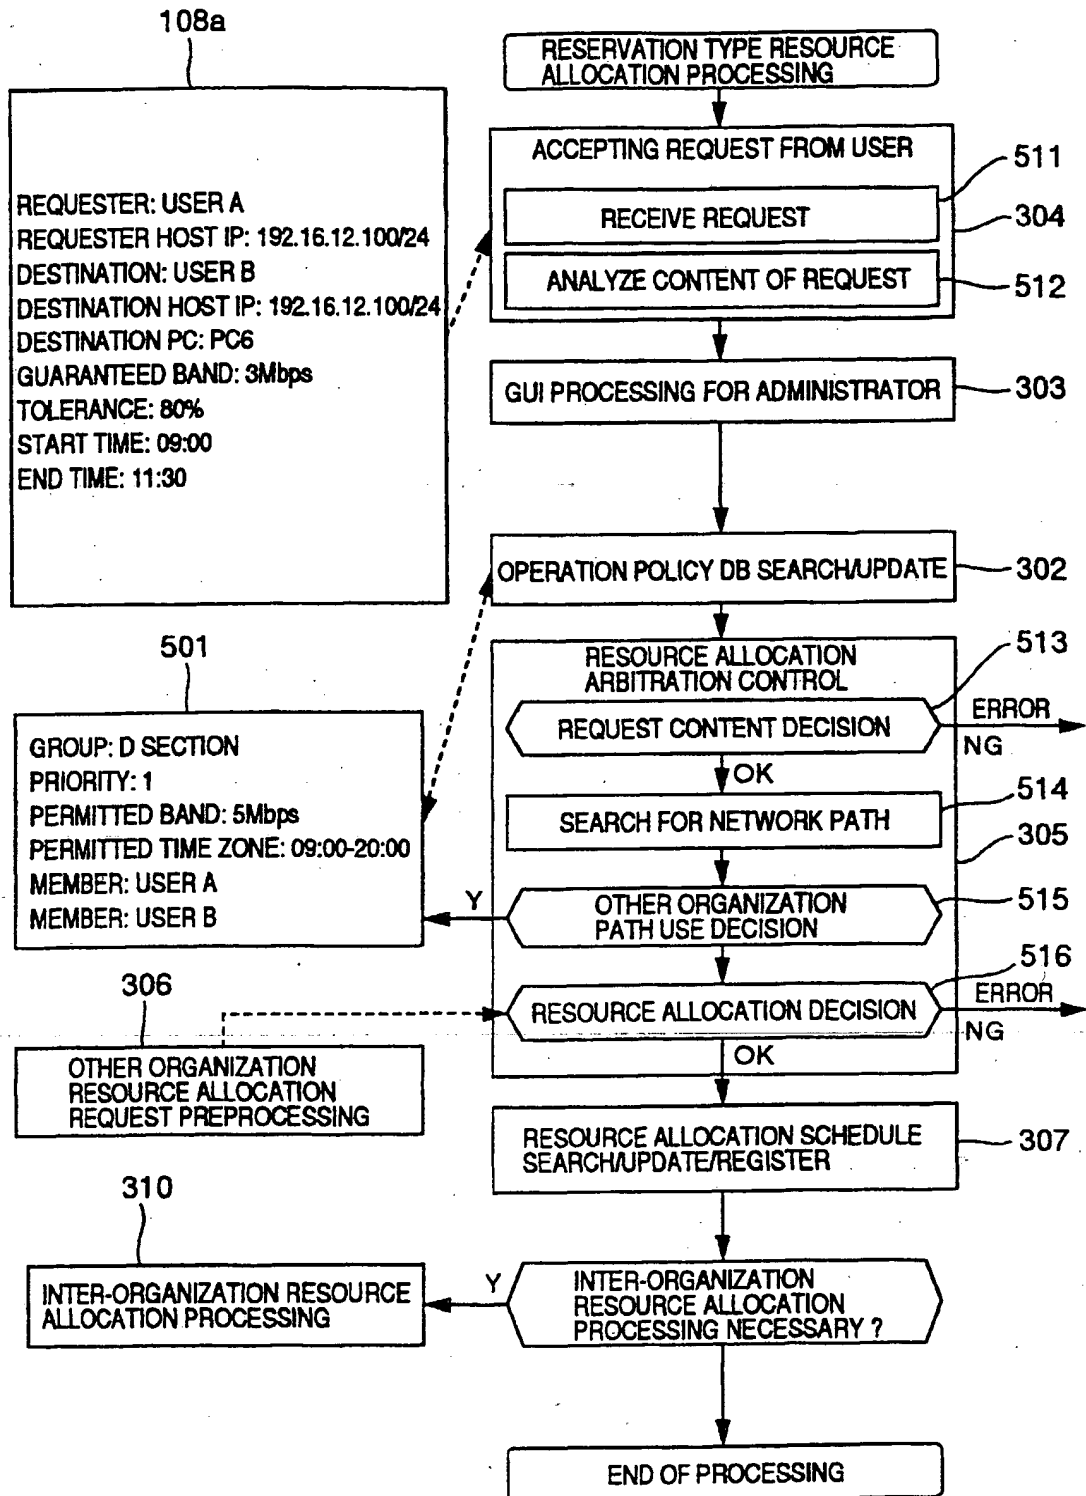 108a
RESERVATION TYPE RESOURCE
ALLOCATION PROCESSING
REQUESTER: USER A
REQUESTER HOST IP: 192.16.12.100/24
DESTINATION: USER B
DESTINATION HOST IP: 192.16.12.100/24
DESTINATION PC: PC6
GUARANTEED BAND: 3Mbps
TOLERANCE: 80%
START TIME: 09:00
END TIME: 11:30
ACCEPTING REQUEST FROM USER
511
RECEIVE REQUEST
304
ANALYZE CONTENT OF REQUEST
512
GUI PROCESSING FOR ADMINISTRATOR
303
OPERATION POLICY DB SEARCH/UPDATE
302
501
GROUP: D SECTION
PRIORITY: 1
PERMITTED BAND: 5Mbps
PERMITTED TIME ZONE: 09:00-20:00
MEMBER: USER A
MEMBER: USER B
RESOURCE ALLOCATION
ARBITRATION CONTROL
513
REQUEST CONTENT DECISION
ERROR
NG
OK
514
SEARCH FOR NETWORK PATH
305
Y
OTHER ORGANIZATION
PATH USE DECISION
515
516
RESOURCE ALLOCATION DECISION
ERROR
NG
OK
306
OTHER ORGANIZATION
RESOURCE ALLOCATION
REQUEST PREPROCESSING
RESOURCE ALLOCATION SCHEDULE
SEARCH/UPDATE/REGISTER
307
310
INTER-ORGANIZATION RESOURCE
ALLOCATION PROCESSING
Y
INTER-ORGANIZATION
RESOURCE ALLOCATION
PROCESSING NECESSARY ?
END OF PROCESSING